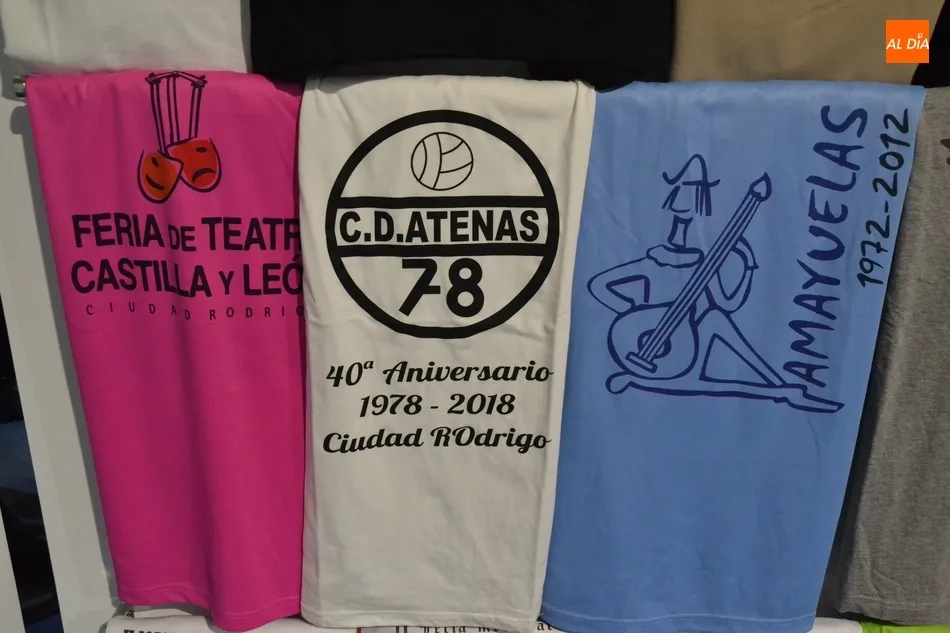 AL DÍA
FERIA DE TEATR
CASTILLA Y LEÓ
CIUDAD RODRIG
C.D.ATENAS
78
40ª Aniversario
1978 - 2018
Ciudad ROdrigo
AMAYUELAS
1972-2012